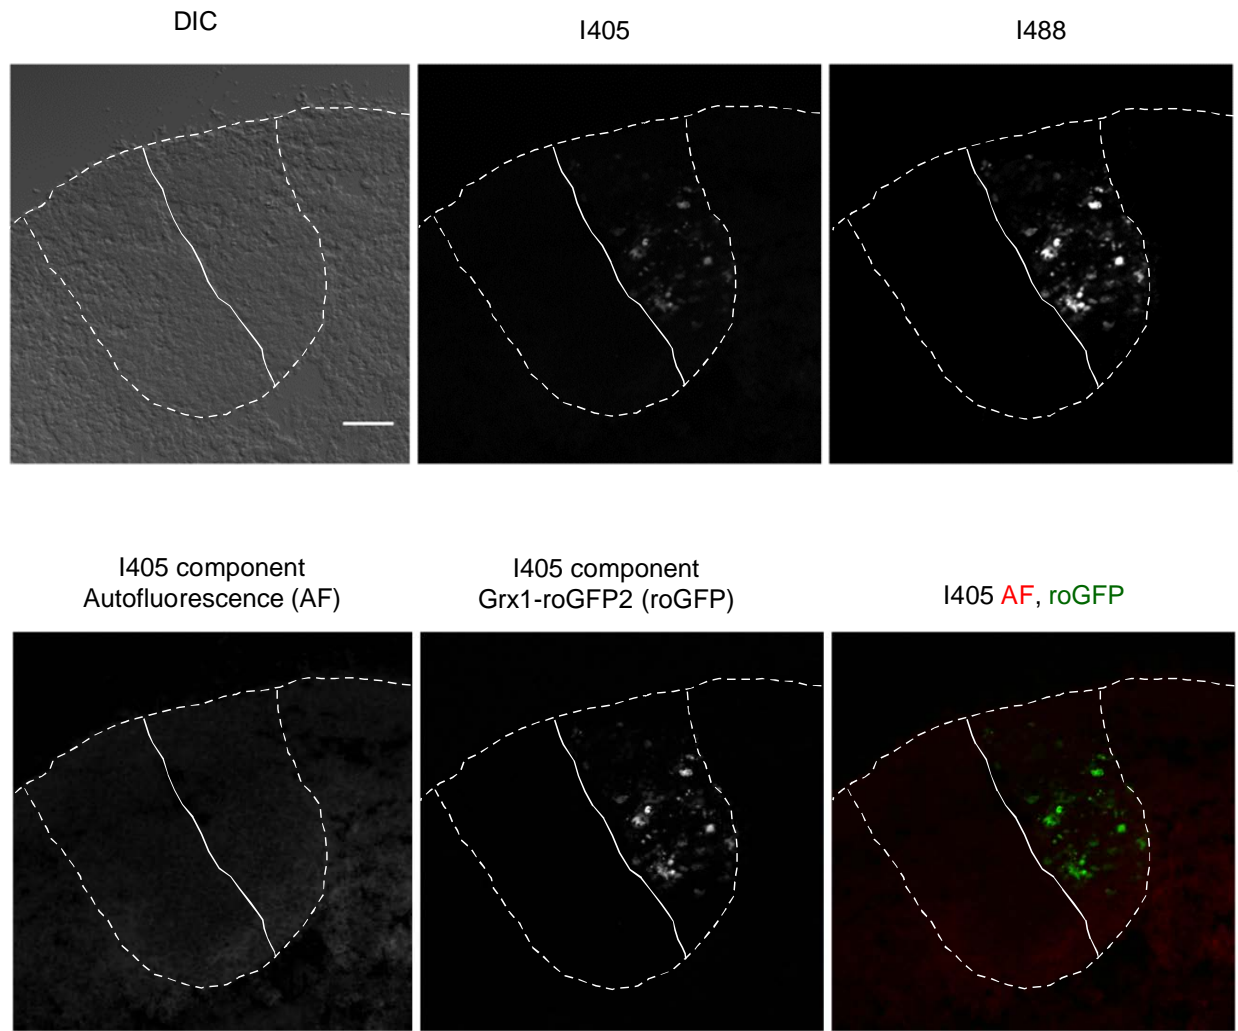 DIC
I405
I488
I405 component
Autofluorescence (AF)
I405 component
Grx1-roGFP2 (roGFP)
I405 AF, roGFP